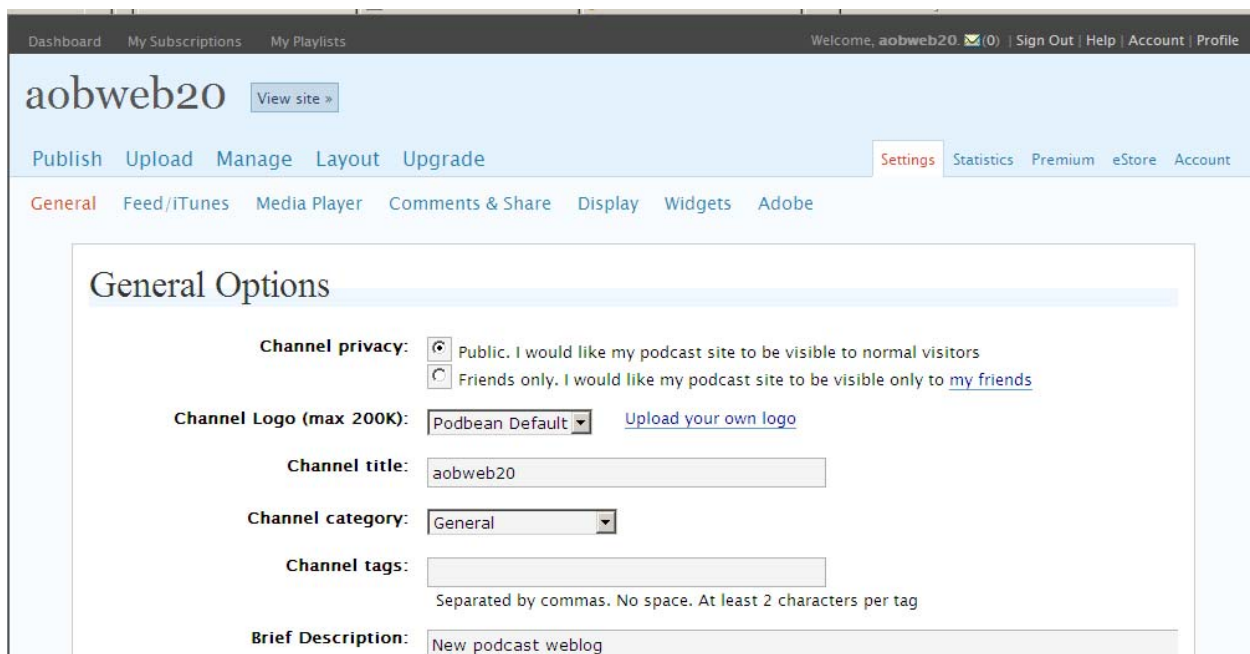 Dashboard My Subscriptions My Playlists Welcome, aobweb20. (0) | Sign Out | Help | Account | Profile
aobweb20 View site »
Publish Upload Manage Layout Upgrade Settings Statistics Premium eStore Account
General Feed/iTunes Media Player Comments & Share Display Widgets Adobe
General Options
Channel privacy: Public. I would like my podcast site to be visible to normal visitors
Friends only. I would like my podcast site to be visible only to my friends
Channel Logo (max 200K): Podbean Default Upload your own logo
Channel title: aobweb20
Channel category: General
Channel tags:
Separated by commas. No space. At least 2 characters per tag
Brief Description: New podcast weblog